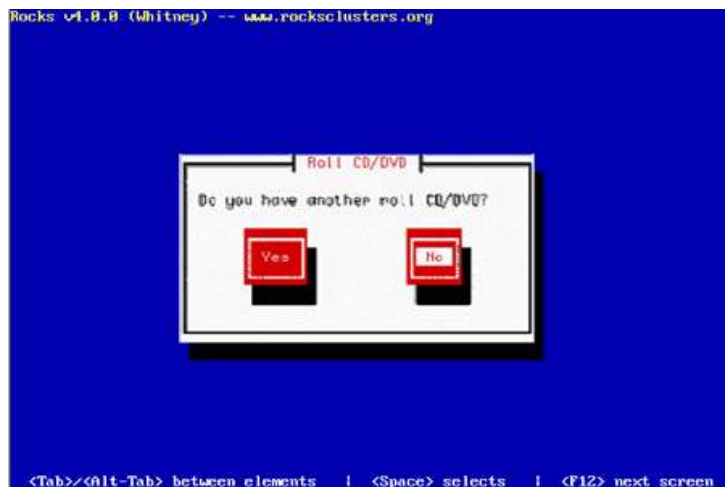 Rocks v4.0.0 (Whitney) -- www.rocksclusters.org
Roll CD/DVD
Do you have another roll CD/DVD?
Yes
No
<Tab>/<Alt-Tab> between elements | <Space> selects | <F12> next screen